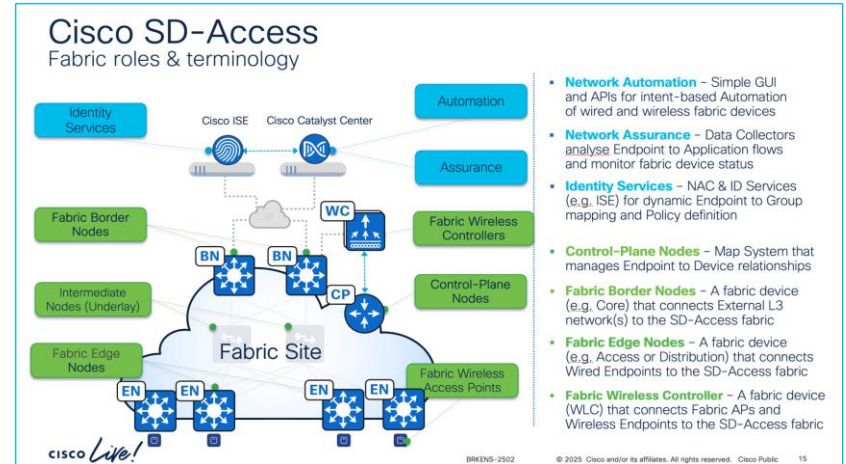 Cisco SD-Access
Fabric roles & terminology
Identity
Services
Cisco ISE
Cisco Catalyst Center
Automation
Assurance
IP
Fabric Border
Nodes
WC
Fabric Wireless
Controllers
BN
BN
Intermediate
Nodes (Underlay)
CP
Control-Plane
Nodes
Fabric Site
Fabric Edge
Nodes
Fabric Wireless
Access Points
EN
EN
EN
EN
▪ Network Automation – Simple GUI
and APIs for intent-based Automation
of wired and wireless fabric devices
▪ Network Assurance – Data Collectors
analyse Endpoint to Application flows
and monitor fabric device status
▪ Identity Services – NAC & ID Services
(e.g. ISE) for dynamic Endpoint to Group
mapping and Policy definition
• Control-Plane Nodes – Map System that
manages Endpoint to Device relationships
• Fabric Border Nodes – A fabric device
(e.g. Core) that connects External L3
network(s) to the SD-Access fabric
• Fabric Edge Nodes – A fabric device
(e.g. Access or Distribution) that connects
Wired Endpoints to the SD-Access fabric
• Fabric Wireless Controller – A fabric device
(WLC) that connects Fabric APs and
Wireless Endpoints to the SD-Access fabric
CISCO Live!
BRKENS-2502
© 2025 Cisco and/or its affiliates. All rights reserved. Cisco Public
15